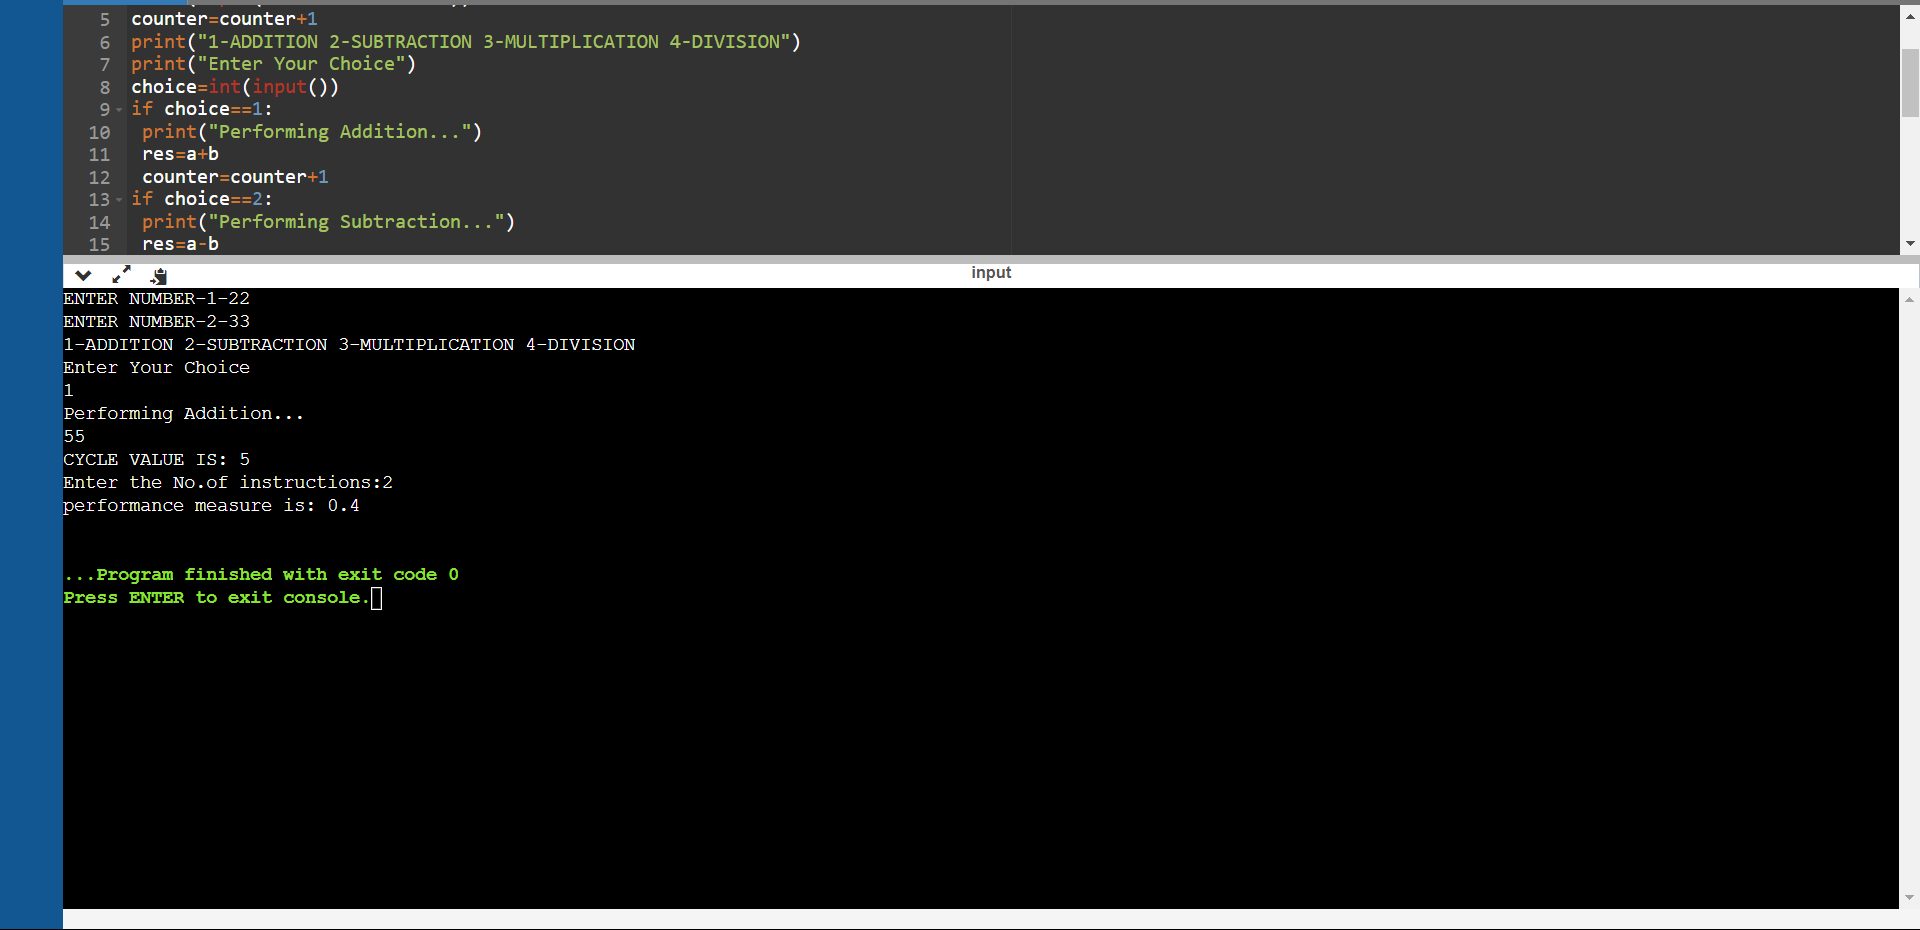 5 counter=counter+1
6 print("1-ADDITION 2-SUBTRACTION 3-MULTIPLICATION 4-DIVISION")
7 print("Enter Your Choice")
8 choice=int(input())
9 if choice==1:
10 print("Performing Addition...")
11 res=a+b
12 counter=counter+1
13 if choice==2:
14 print("Performing Subtraction...")
15 res=a-b
input
ENTER NUMBER-1-22
ENTER NUMBER-2-33
1-ADDITION 2-SUBTRACTION 3-MULTIPLICATION 4-DIVISION
Enter Your Choice
1
Performing Addition...
55
CYCLE VALUE IS: 5
Enter the No.of instructions:2
performance measure is: 0.4
...Program finished with exit code 0
Press ENTER to exit console.